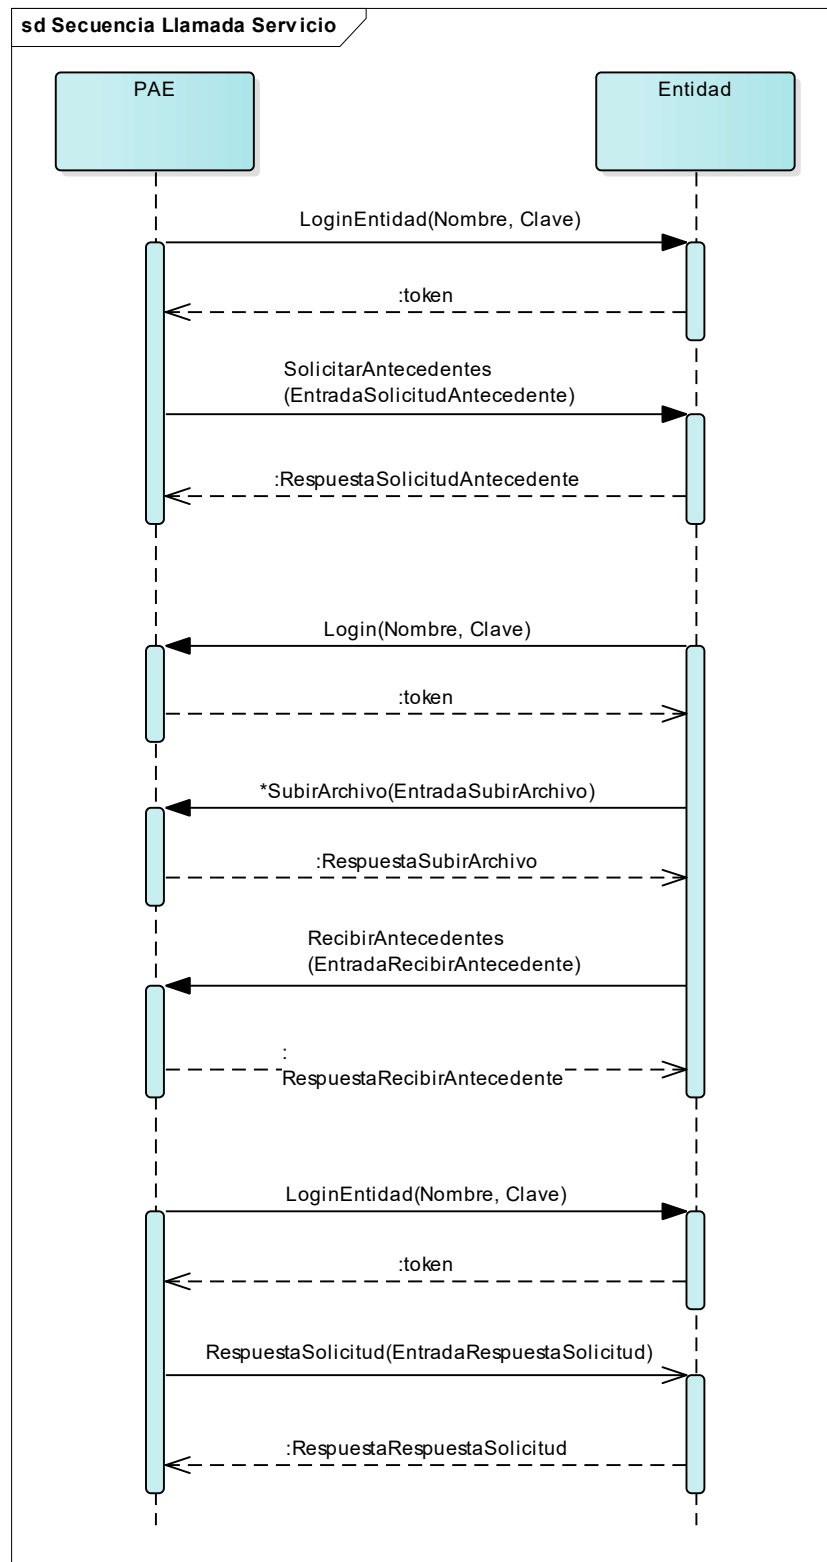 sd Secuencia Llamada Servicio
PAE
Entidad
LoginEntidad(Nombre, Clave)
:token
SolicitarAntecedentes
(EntradaSolicitudAntecedente)
:RespuestaSolicitudAntecedente
Login(Nombre, Clave)
:token
*SubirArchivo(EntradaSubirArchivo)
:RespuestaSubirArchivo
RecibirAntecedentes
(EntradaRecibirAntecedente)
:
RespuestaRecibirAntecedente
LoginEntidad(Nombre, Clave)
:token
RespuestaSolicitud(EntradaRespuestaSolicitud)
:RespuestaRespuestaSolicitud